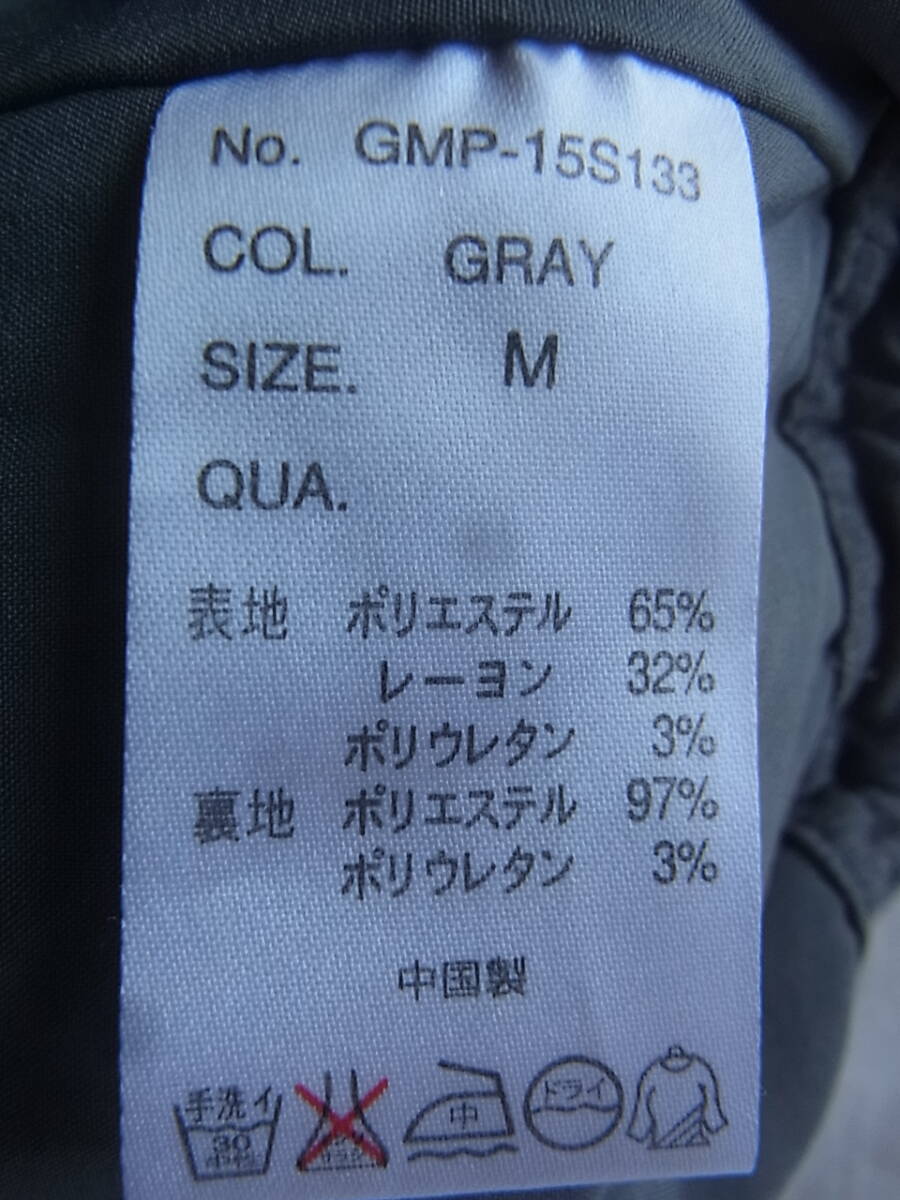 No. GMP-15S133
COL. GRAY
SIZE. M
QUA.
表地 ポリエステル 65%
レーヨン 32%
ポリウレタン 3%
裏地 ポリエステル 97%
ポリウレタン 3%
中国製
手洗イ 30 中 ドライ